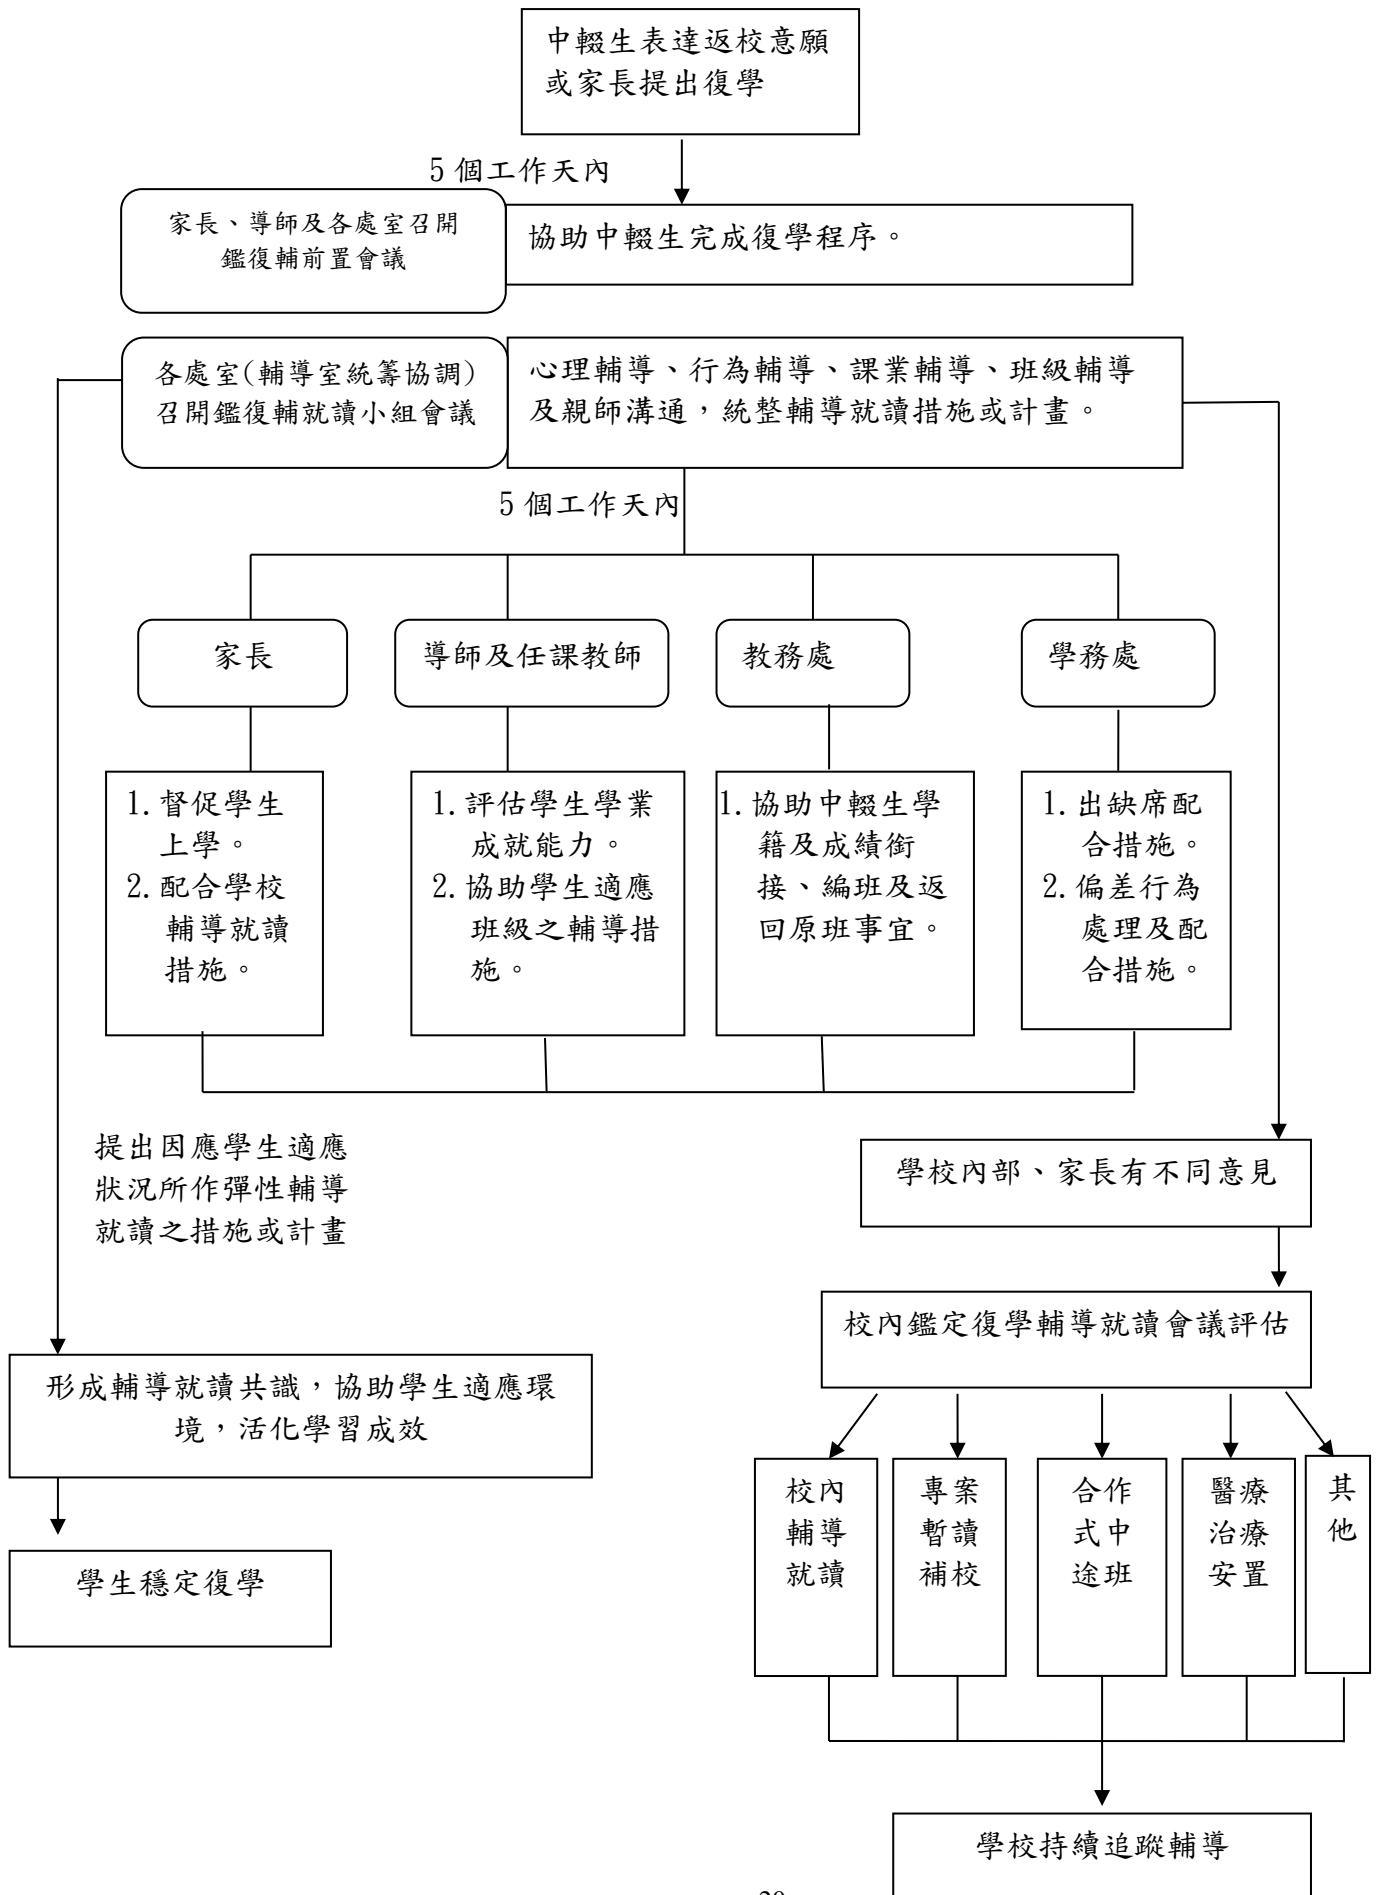 中輟生表達返校意願
或家長提出復學
5 個工作天內
家長、導師及各處室召開
鑑復輔前置會議
協助中輟生完成復學程序。
各處室(輔導室統籌協調)
召開鑑復輔就讀小組會議
心理輔導、行為輔導、課業輔導、班級輔導
及親師溝通，統整輔導就讀措施或計畫。
5 個工作天內
家長
導師及任課教師
教務處
學務處
1. 督促學生
上學。
2. 配合學校
輔導就讀
措施。
1. 評估學生學業
成就能力。
2. 協助學生適應
班級之輔導措
施。
1. 協助中輟生學
籍及成績銜
接、編班及返
回原班事宜。
1. 出缺席配
合措施。
2. 偏差行為
處理及配
合措施。
提出因應學生適應
狀況所作彈性輔導
就讀之措施或計畫
學校內部、家長有不同意見
校內鑑定復學輔導就讀會議評估
形成輔導就讀共識，協助學生適應環
境，活化學習成效
學生穩定復學
校內
輔導
就讀
專案
暫讀
補校
合作
式中
途班
醫療
治療
安置
其
他
學校持續追蹤輔導